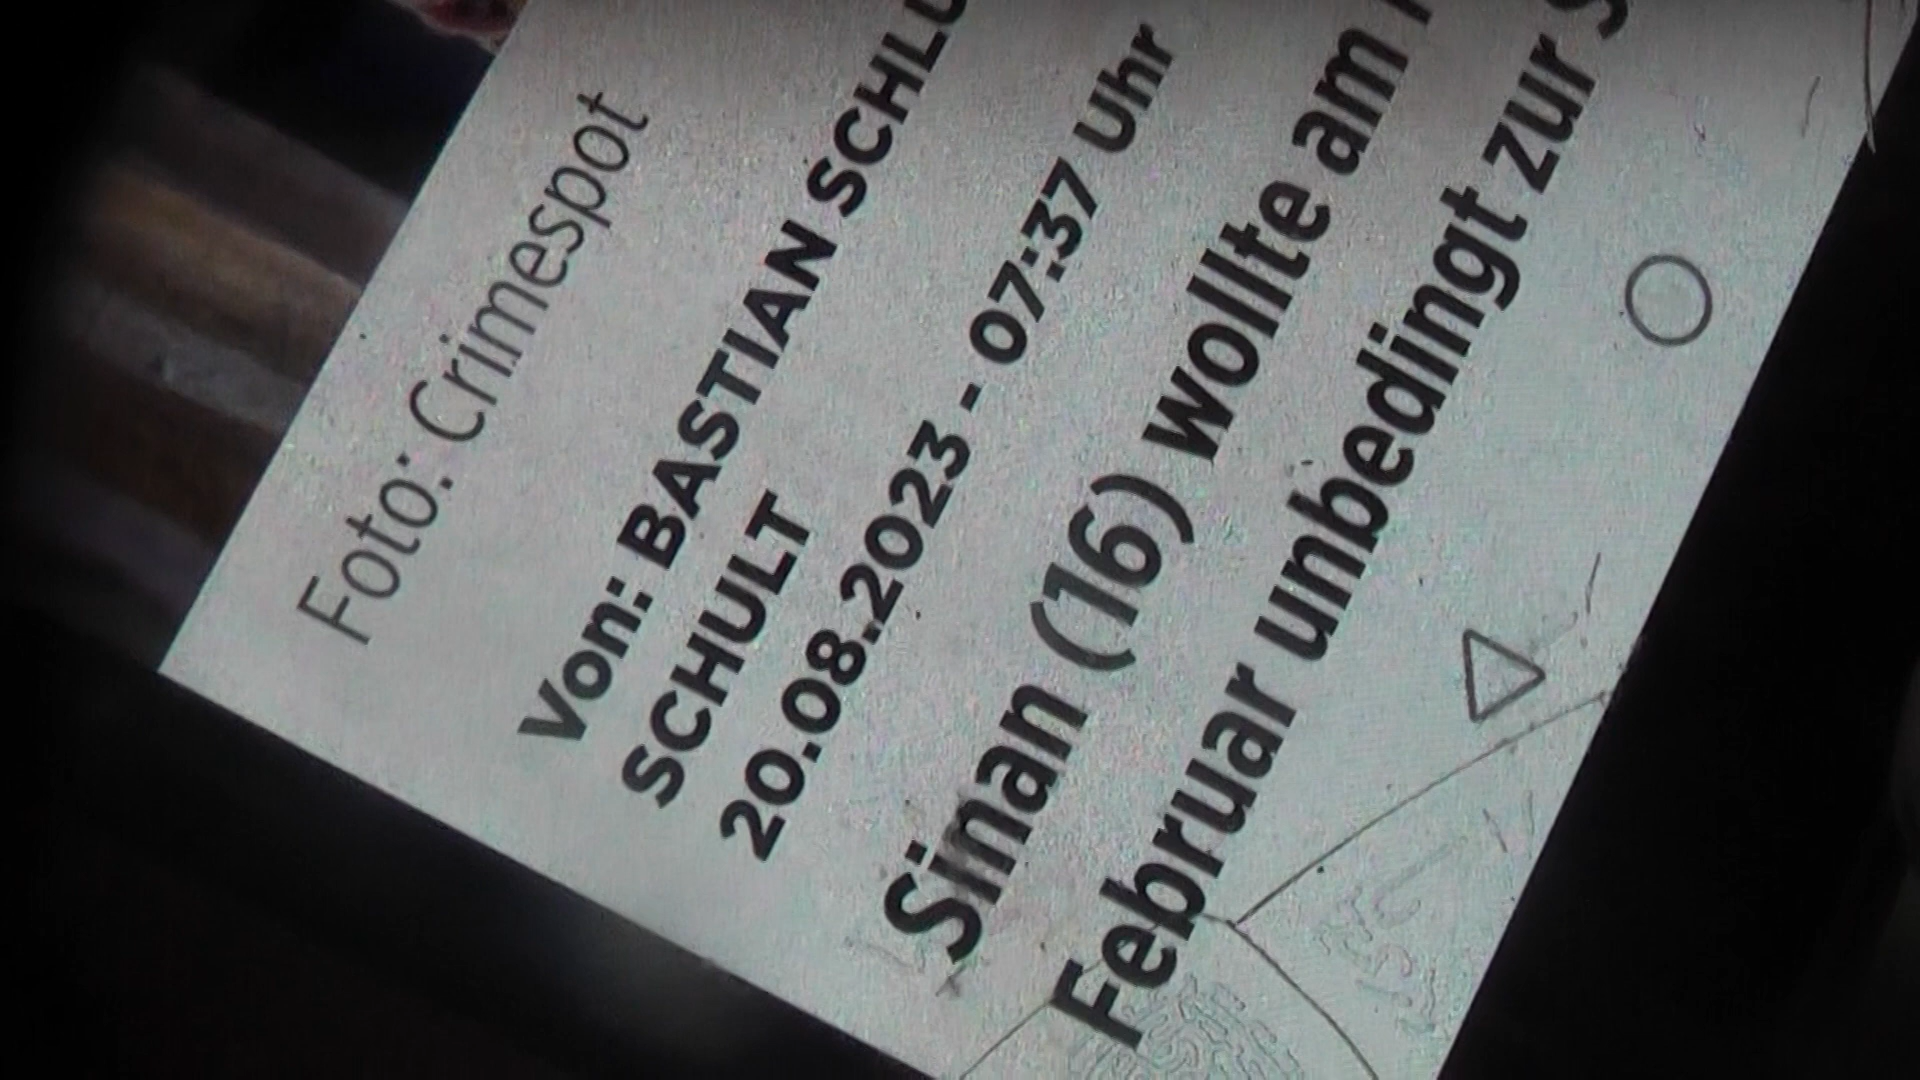 Foto: Crimespot
Von: BASTIAN
SCHULT
20.08.2023 - 07:37 Uhr
Sinan (16) wollte am
Februar unbedingt zur